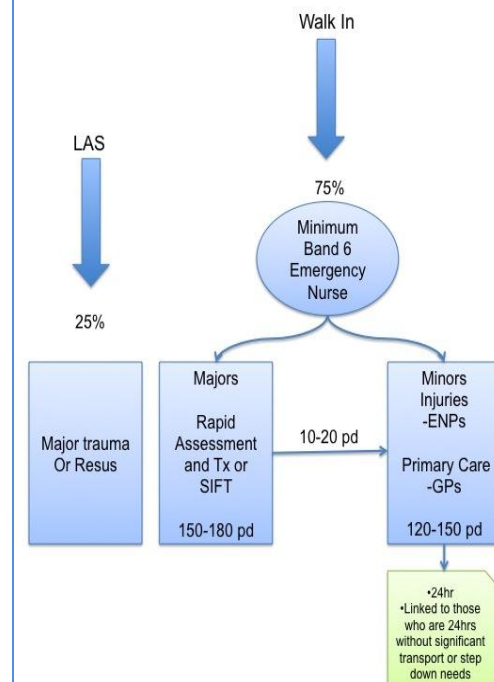 Walk In
LAS
75%
Minimum
Band 6
Emergency
Nurse
25%
Major trauma
Or Resus
Majors
Rapid
Assessment
and Tx or
SIFT
150-180 pd
10-20 pd
Minors
Injuries
-ENPs
Primary Care
-GPs
120-150 pd
•24hr
•Linked to those
who are 24hrs
without significant
transport or step
down needs